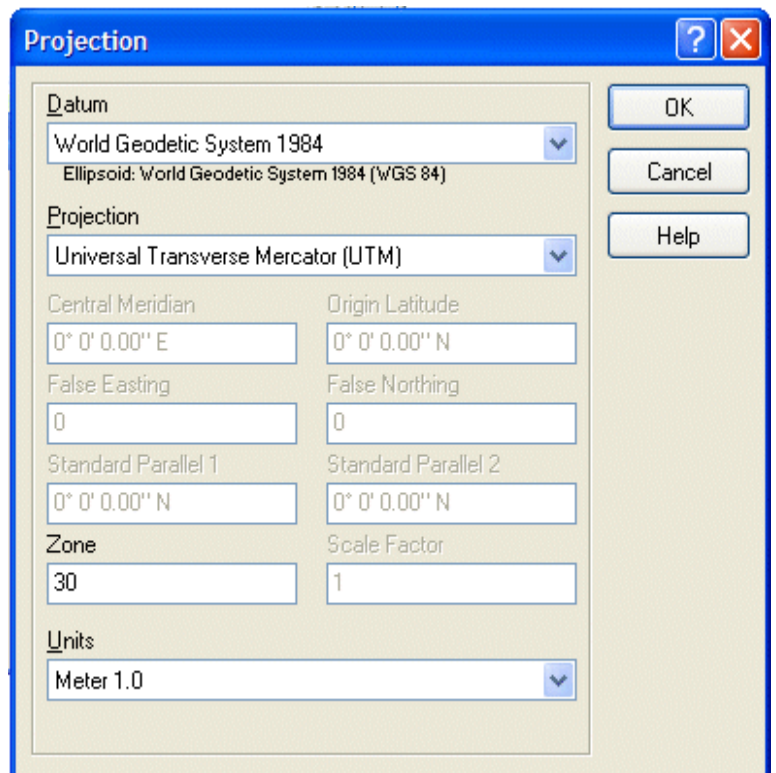 Projection
Datum
OK
World Geodetic System 1984
Ellipsoid: World Geodetic System 1984 (WGS 84)
Cancel
Projection
Help
Universal Transverse Mercator (UTM)
Central Meridian Origin Latitude
0° 0' 0.00" E 0° 0' 0.00" N
False Easting False Northing
0 0
Standard Parallel 1 Standard Parallel 2
0° 0' 0.00" N 0° 0' 0.00" N
Zone Scale Factor
30 1
Units
Meter 1.0